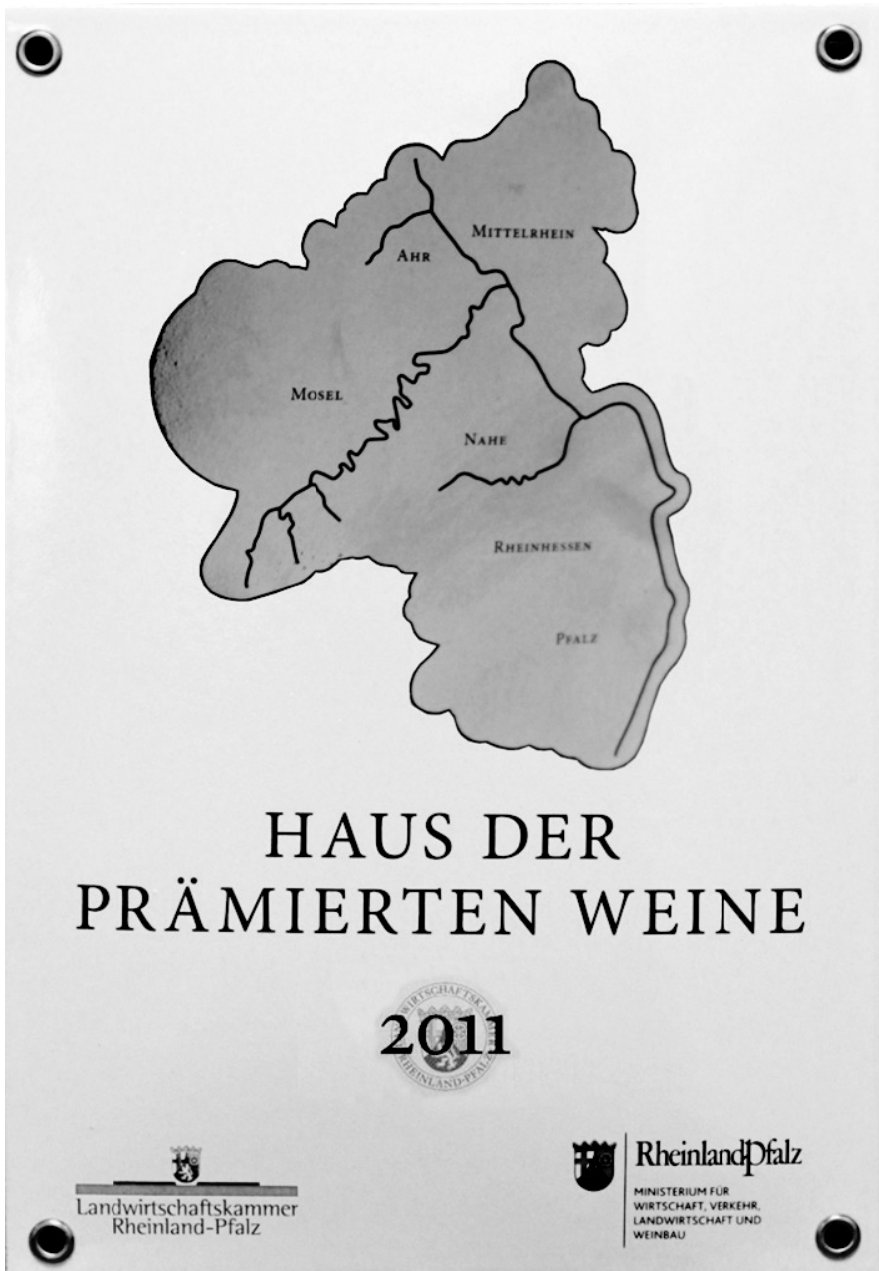 MITTELRHEIN
AHR
MOSEL
NAHE
RHEINHESSEN
PFALZ
HAUS DER
PRÄMIERTEN WEINE
2011
RHEINLAND-PFALZ
Landwirtschaftskammer
Rheinland-Pfalz
RheinlandPfalz
MINISTERIUM FÜR
WIRTSCHAFT, VERKEHR,
LANDWIRTSCHAFT UND
WEINBAU